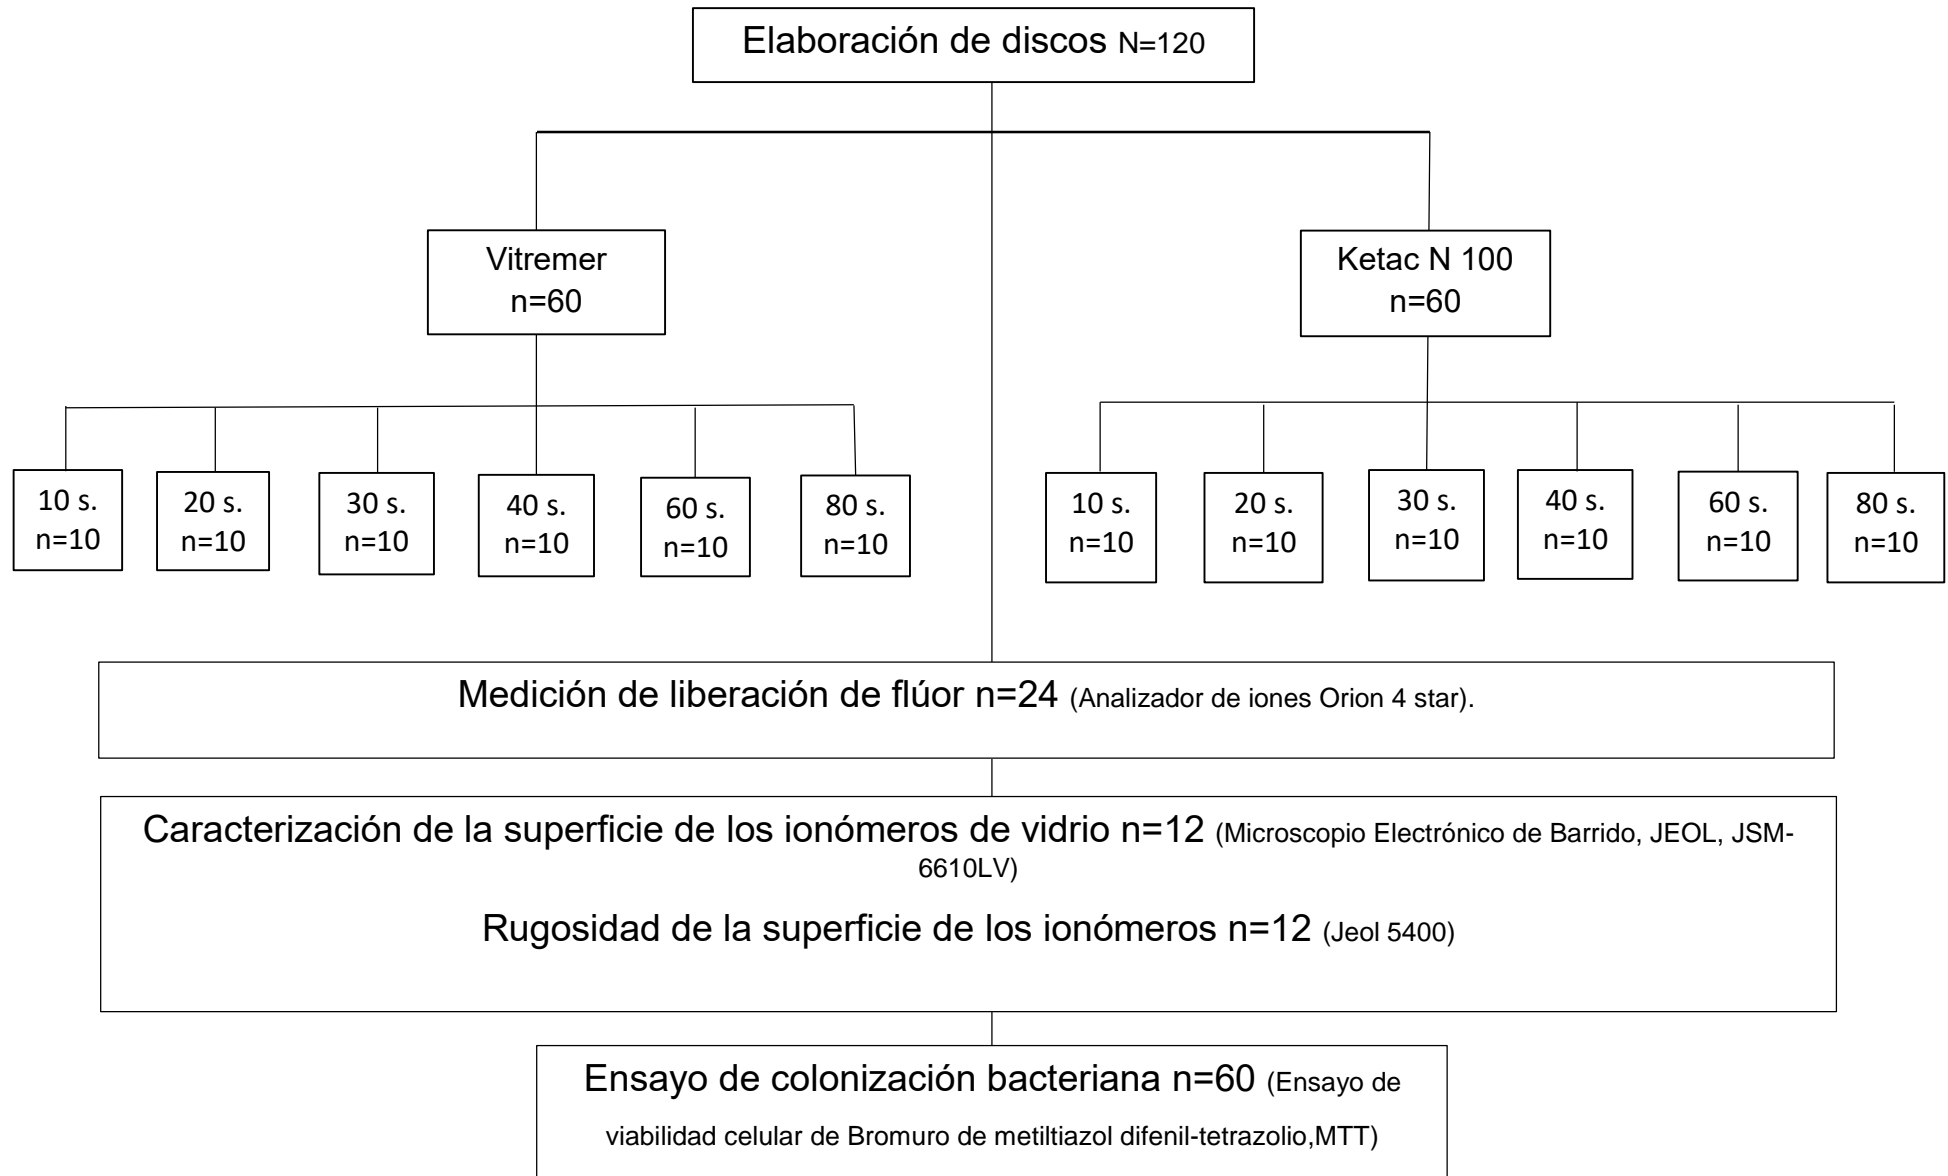 Elaboración de discos N=120
Vitremer
n=60
Ketac N 100
n=60
10 s.
n=10
20 s.
n=10
30 s.
n=10
40 s.
n=10
60 s.
n=10
80 s.
n=10
10 s.
n=10
20 s.
n=10
30 s.
n=10
40 s.
n=10
60 s.
n=10
80 s.
n=10
Medición de liberación de flúor n=24 (Analizador de iones Orion 4 star).
Caracterización de la superficie de los ionómeros de vidrio n=12 (Microscopio Electrónico de Barrido, JEOL, JSM-
6610LV)
Rugosidad de la superficie de los ionómeros n=12 (Jeol 5400)
Ensayo de colonización bacteriana n=60 (Ensayo de
viabilidad celular de Bromuro de metiltiazol difenil-tetrazolio,MTT)